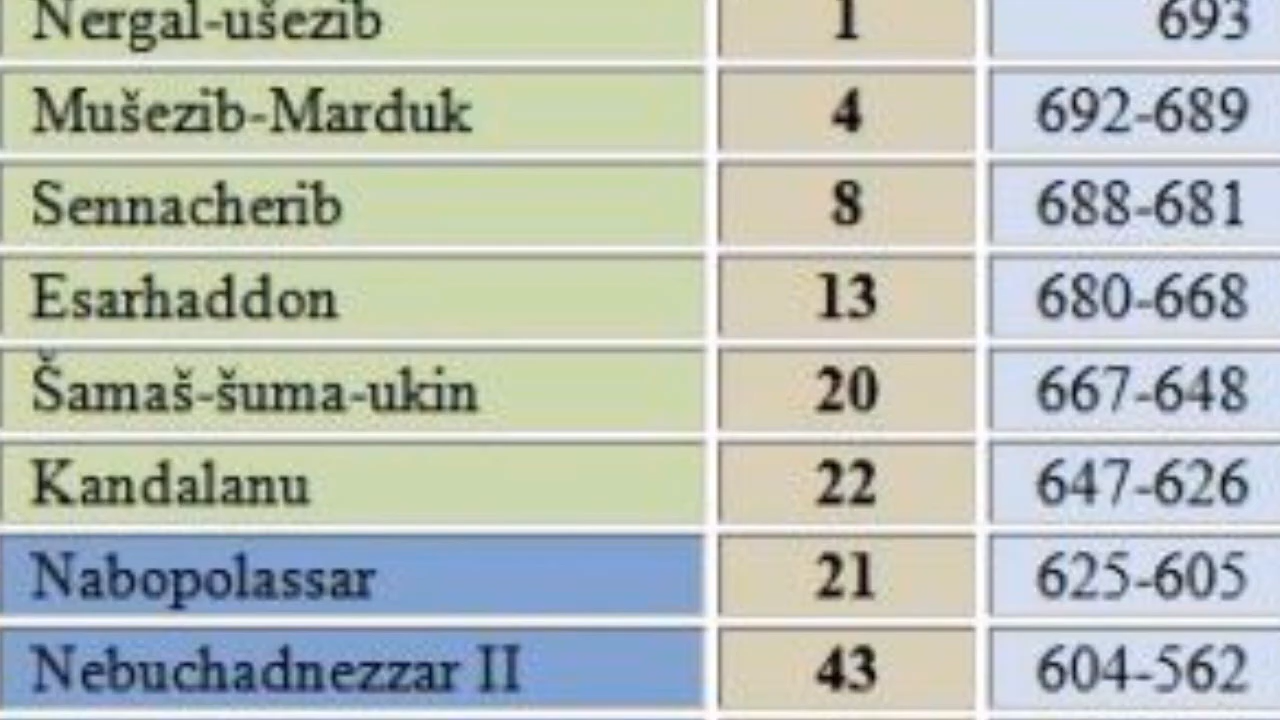 Nergal-ušezib 1 693
Mušezib-Marduk 4 692-689
Sennacherib 8 688-681
Esarhaddon 13 680-668
Šamaš-šuma-ukin 20 667-648
Kandalanu 22 647-626
Nabopolassar 21 625-605
Nebuchadnezzar II 43 604-562